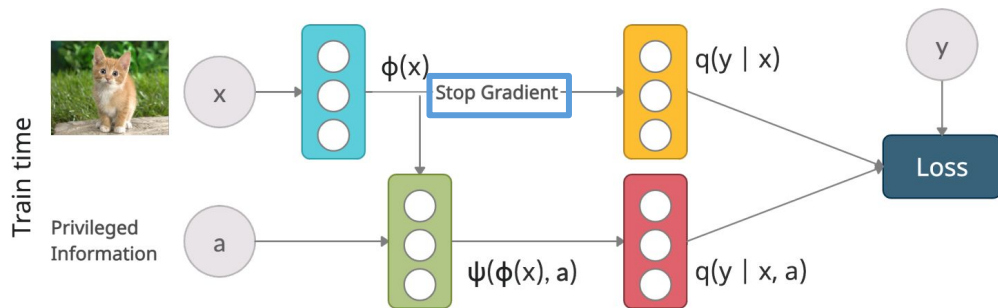 Train time
x
ϕ(x)
Stop Gradient
q(y | x)
y
Loss
Privileged
Information
a
ψ(ϕ(x), a)
q(y | x, a)